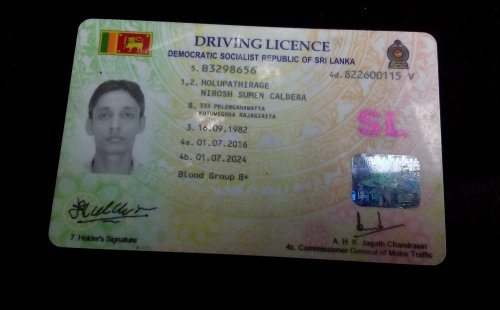 DRIVING LICENCE
DEMOCRATIC SOCIALIST REPUBLIC OF SRI LANKA
5. B3298656 4d. 822600115 V
1,2. HOLUPATHIRAGE
NIROSH SUMEN CALDERA
8. 335 PELENGAHAWATTA
KOTUWEGODA RAJAGIRIYA
SL
3. 16.09.1982
4a. 01.07.2016
4b. 01.07.2024
Blood Group B+
7. Holder's Signature
A. H. K. Jagath Chandrasiri
4c. Commissioner General of Motor Traffic